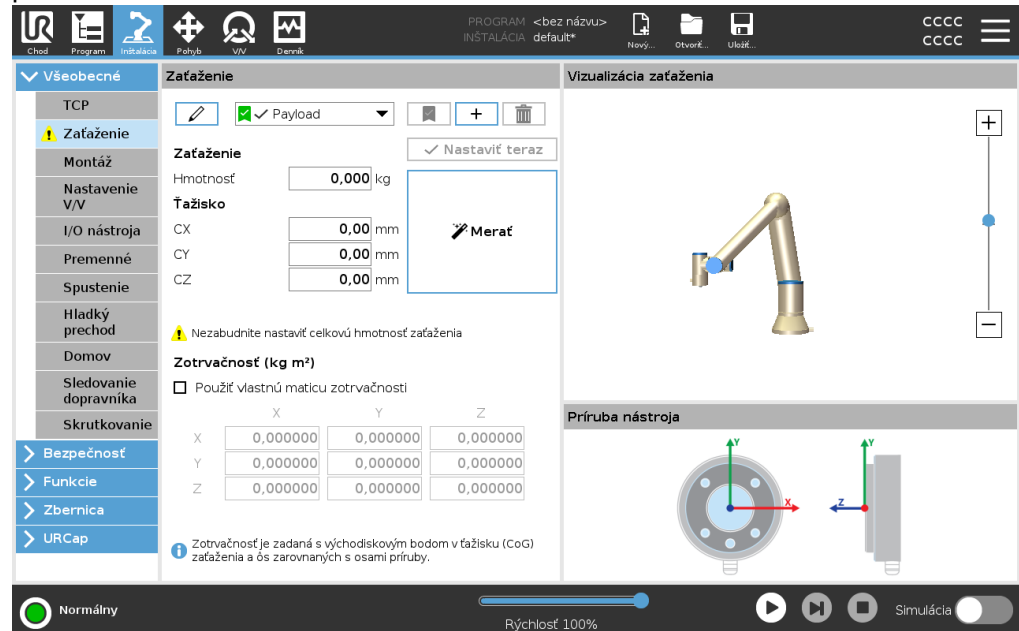 PROGRAM <bez názvu>
INŠTALÁCIA default*
Chod
Program
Inštalácia
Pohyb
V/V
Denník
Nový...
Otvoriť...
Uložiť...
cccc
cccc
Všeobecné
TCP
Zaťaženie
Montáž
Nastavenie
V/V
I/O nástroja
Premenné
Spustenie
Hladký
prechod
Domov
Sledovanie
dopravníka
Skrutkovanie
Bezpečnosť
Funkcie
Zbernica
URCap
Zaťaženie
Payload
Nastaviť teraz
Zaťaženie
Hmotnosť 0,000 kg
Ťažisko
CX 0,00 mm
CY 0,00 mm
CZ 0,00 mm
Merať
Nezabudnite nastaviť celkovú hmotnosť zaťaženia
Zotrvačnosť (kg m²)
Použiť vlastnú maticu zotrvačnosti
X Y Z
X 0,000000 0,000000 0,000000
Y 0,000000 0,000000 0,000000
Z 0,000000 0,000000 0,000000
Zotrvačnosť je zadaná s východiskovým bodom v ťažisku (CoG)
zaťaženia a ôs zarovnaných s osami príruby.
Vizualizácia zaťaženia
Príruba nástroja
Y
X
Y
Z
Normálny
Rýchlosť 100%
Simulácia